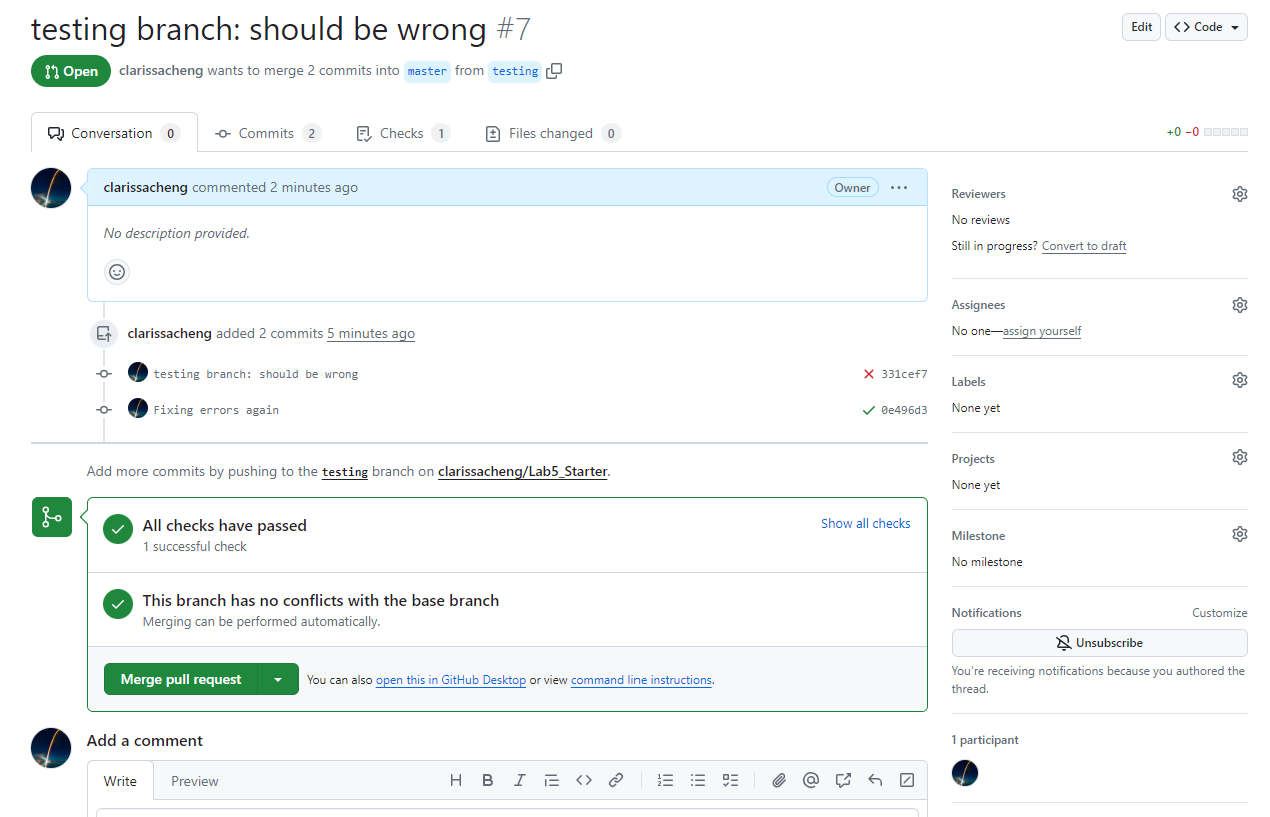 testing branch: should be wrong #7
Edit
Code
Open
clarissacheng wants to merge 2 commits into master from testing
Conversation 0
Commits 2
Checks 1
Files changed 0
+0 −0
clarissacheng commented 2 minutes ago
Owner
No description provided.
clarissacheng added 2 commits 5 minutes ago
testing branch: should be wrong
331cef7
Fixing errors again
0e496d3
Add more commits by pushing to the testing branch on clarissacheng/Lab5_Starter.
All checks have passed
1 successful check
Show all checks
This branch has no conflicts with the base branch
Merging can be performed automatically.
Merge pull request
You can also open this in GitHub Desktop or view command line instructions.
Add a comment
Write
Preview
Reviewers
No reviews
Still in progress? Convert to draft
Assignees
No one—assign yourself
Labels
None yet
Projects
None yet
Milestone
No milestone
Notifications
Customize
Unsubscribe
You're receiving notifications because you authored the
thread.
1 participant